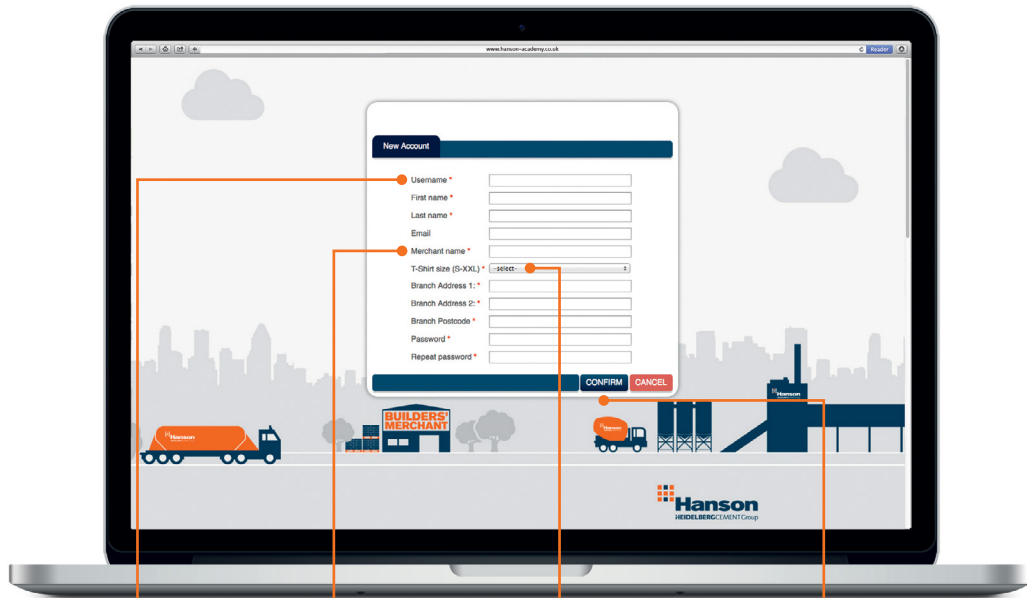 www.hanson-academy.co.uk
Reader
New Account
Username *
First name *
Last name *
Email
Merchant name *
T-Shirt size (S-XXL) * -select-
Branch Address 1: *
Branch Address 2: *
Branch Postcode *
Password *
Repeat password *
CONFIRM CANCEL
Hanson
BUILDERS'
MERCHANT
Hanson
Hanson
Hanson
HEIDELBERGCEMENT Group